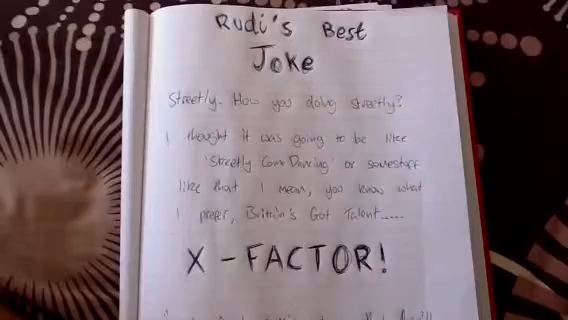 Rudi's Best
Joke
Streetly. How you doing streetly?
I thought it was going to be like
'Streetly Come Dancing' or
like that I mean, you know what
I prefer, Britain's Got Talent.....
X-FACTOR!